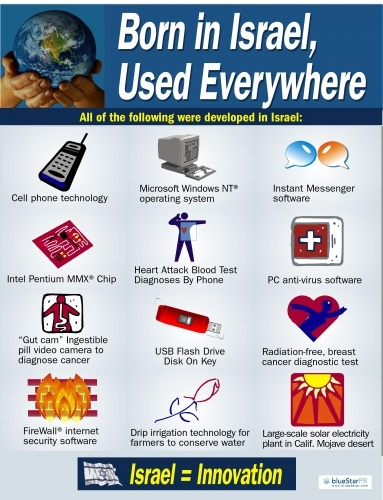 Born in Israel,
Used Everywhere
All of the following were developed in Israel:
Cell phone technology
Microsoft Windows NT®
operating system
Instant Messenger
software
Intel Pentium MMX® Chip
Heart Attack Blood Test
Diagnoses By Phone
PC anti-virus software
"Gut cam" Ingestible
pill video camera to
diagnose cancer
USB Flash Drive
Disk On Key
Radiation-free, breast
cancer diagnostic test
FireWall® internet
security software
Drip irrigation technology for
farmers to conserve water
Large-scale solar electricity
plant in Calif. Mojave desert
Israel = Innovation
blueStarPR